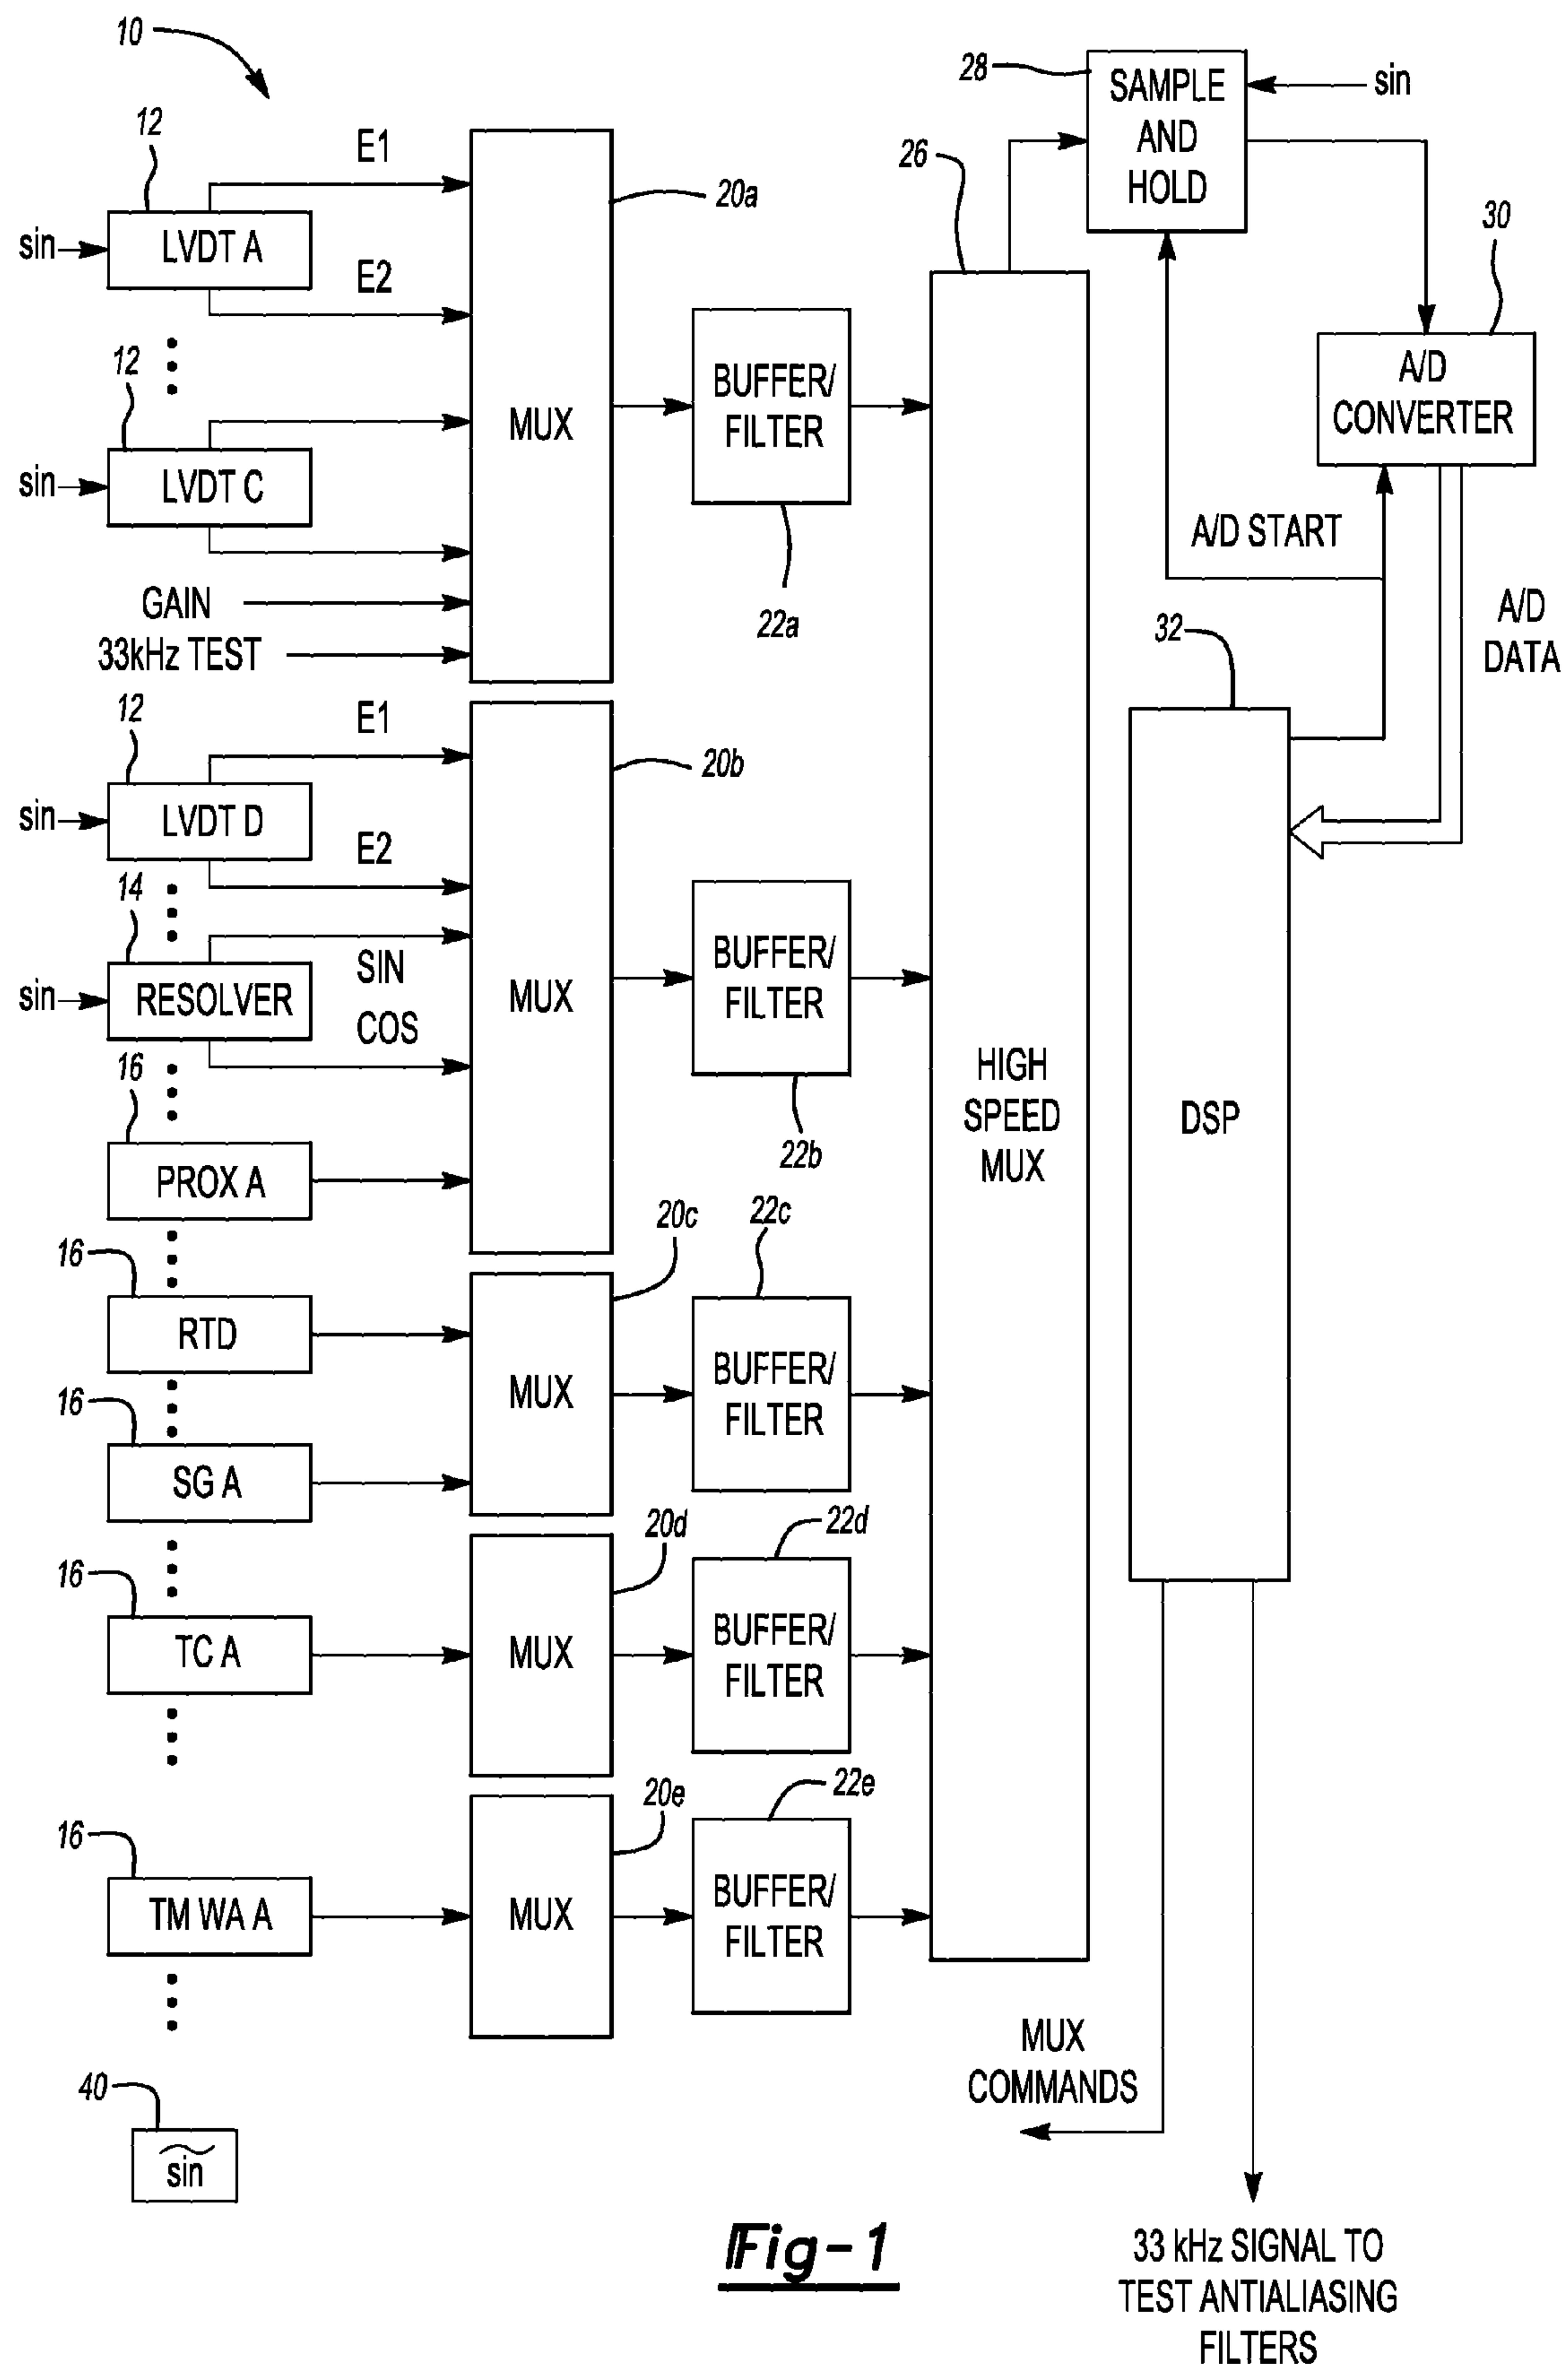 10
12
E1
sin
LVDT A
E2
12
sin
LVDT C
GAIN
33kHz TEST
MUX
20a
BUFFER/
FILTER
22a
12
E1
sin
LVDT D
E2
14
sin
RESOLVER
SIN
COS
16
PROX A
MUX
20b
BUFFER/
FILTER
22b
16
RTD
16
SG A
MUX
20c
22c
BUFFER/
FILTER
16
TC A
MUX
20d
22d
BUFFER/
FILTER
16
TM WA A
MUX
20e
22e
BUFFER/
FILTER
40
sin
26
HIGH
SPEED
MUX
28
SAMPLE
AND
HOLD
sin
30
A/D
CONVERTER
A/D START
A/D
DATA
32
DSP
MUX
COMMANDS
33 kHz SIGNAL TO
TEST ANTIALIASING
FILTERS
Fig-1